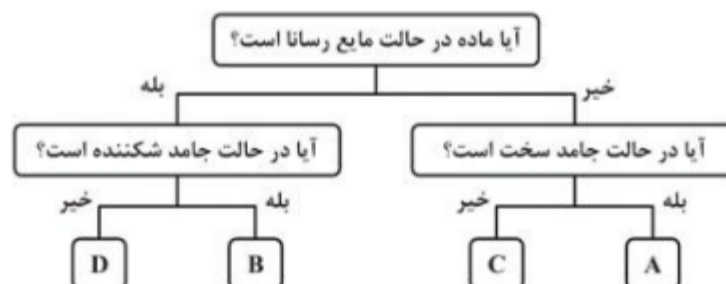 آیا ماده در حالت مایع رسانا است؟
خیر
بله
آیا در حالت جامد سخت است؟
آیا در حالت جامد شکننده است؟
بله
خیر
بله
خیر
A
C
B
D